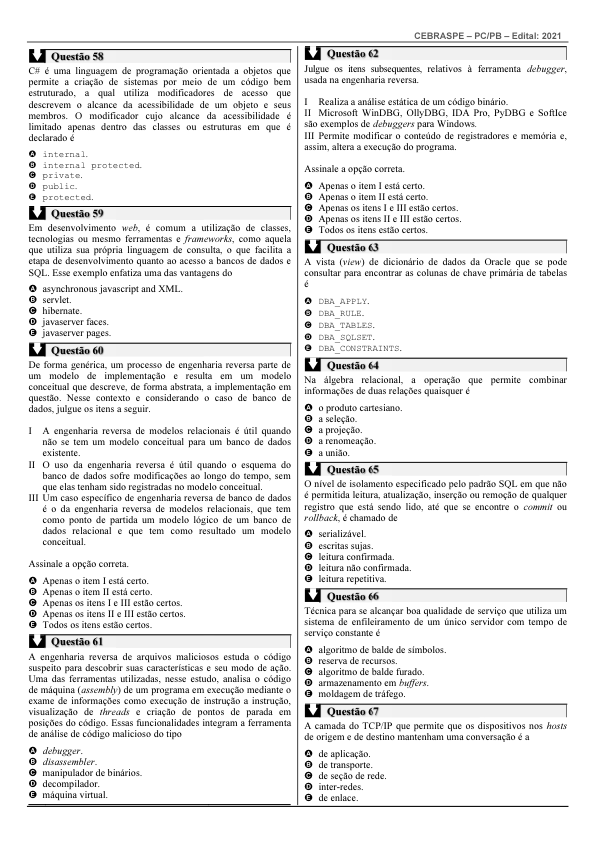 CEBRASPE – PC/PB – Edital: 2021
Questão 58
C# é uma linguagem de programação orientada a objetos que
permite a criação de sistemas por meio de um código bem
estruturado, a qual utiliza modificadores de acesso que
descrevem o alcance da acessibilidade de um objeto e seus
membros. O modificador cujo alcance da acessibilidade é
limitado apenas dentro das classes ou estruturas em que é
declarado é
A internal.
B internal protected.
C private.
D public.
E protected.
Questão 59
Em desenvolvimento web, é comum a utilização de classes,
tecnologias ou mesmo ferramentas e frameworks, como aquela
que utiliza sua própria linguagem de consulta, o que facilita a
etapa de desenvolvimento quanto ao acesso a bancos de dados e
SQL. Esse exemplo enfatiza uma das vantagens do
A asynchronous javascript and XML.
B servlet.
C hibernate.
D javaserver faces.
E javaserver pages.
Questão 60
De forma genérica, um processo de engenharia reversa parte de
um modelo de implementação e resulta em um modelo
conceitual que descreve, de forma abstrata, a implementação em
questão. Nesse contexto e considerando o caso de banco de
dados, julgue os itens a seguir.
I A engenharia reversa de modelos relacionais é útil quando
não se tem um modelo conceitual para um banco de dados
existente.
II O uso da engenharia reversa é útil quando o esquema do
banco de dados sofre modificações ao longo do tempo, sem
que elas tenham sido registradas no modelo conceitual.
III Um caso específico de engenharia reversa de banco de dados
é o da engenharia reversa de modelos relacionais, que tem
como ponto de partida um modelo lógico de um banco de
dados relacional e que tem como resultado um modelo
conceitual.
Assinale a opção correta.
A Apenas o item I está certo.
B Apenas o item II está certo.
C Apenas os itens I e III estão certos.
D Apenas os itens II e III estão certos.
E Todos os itens estão certos.
Questão 61
A engenharia reversa de arquivos maliciosos estuda o código
suspeito para descobrir suas características e seu modo de ação.
Uma das ferramentas utilizadas, nesse estudo, analisa o código
de máquina (assembly) de um programa em execução mediante o
exame de informações como execução de instrução a instrução,
visualização de threads e criação de pontos de parada em
posições do código. Essas funcionalidades integram a ferramenta
de análise de código malicioso do tipo
A debugger.
B disassembler.
C manipulador de binários.
D decompilador.
E máquina virtual.
Questão 62
Julgue os itens subsequentes, relativos à ferramenta debugger,
usada na engenharia reversa.
I Realiza a análise estática de um código binário.
II Microsoft WinDBG, OllyDBG, IDA Pro, PyDBG e SoftIce
são exemplos de debuggers para Windows.
III Permite modificar o conteúdo de registradores e memória e,
assim, altera a execução do programa.
Assinale a opção correta.
A Apenas o item I está certo.
B Apenas o item II está certo.
C Apenas os itens I e III estão certos.
D Apenas os itens II e III estão certos.
E Todos os itens estão certos.
Questão 63
A vista (view) de dicionário de dados da Oracle que se pode
consultar para encontrar as colunas de chave primária de tabelas
é
A DBA_APPLY.
B DBA_RULE.
C DBA_TABLES.
D DBA_SQLSET.
E DBA_CONSTRAINTS.
Questão 64
Na álgebra relacional, a operação que permite combinar
informações de duas relações quaisquer é
A o produto cartesiano.
B a seleção.
C a projeção.
D a renomeação.
E a união.
Questão 65
O nível de isolamento especificado pelo padrão SQL em que não
é permitida leitura, atualização, inserção ou remoção de qualquer
registro que está sendo lido, até que se encontre o commit ou
rollback, é chamado de
A serializável.
B escritas sujas.
C leitura confirmada.
D leitura não confirmada.
E leitura repetitiva.
Questão 66
Técnica para se alcançar boa qualidade de serviço que utiliza um
sistema de enfileiramento de um único servidor com tempo de
serviço constante é
A algoritmo de balde de símbolos.
B reserva de recursos.
C algoritmo de balde furado.
D armazenamento em buffers.
E moldagem de tráfego.
Questão 67
A camada do TCP/IP que permite que os dispositivos nos hosts
de origem e de destino mantenham uma conversação é a
A de aplicação.
B de transporte.
C de seção de rede.
D inter-redes.
E de enlace.